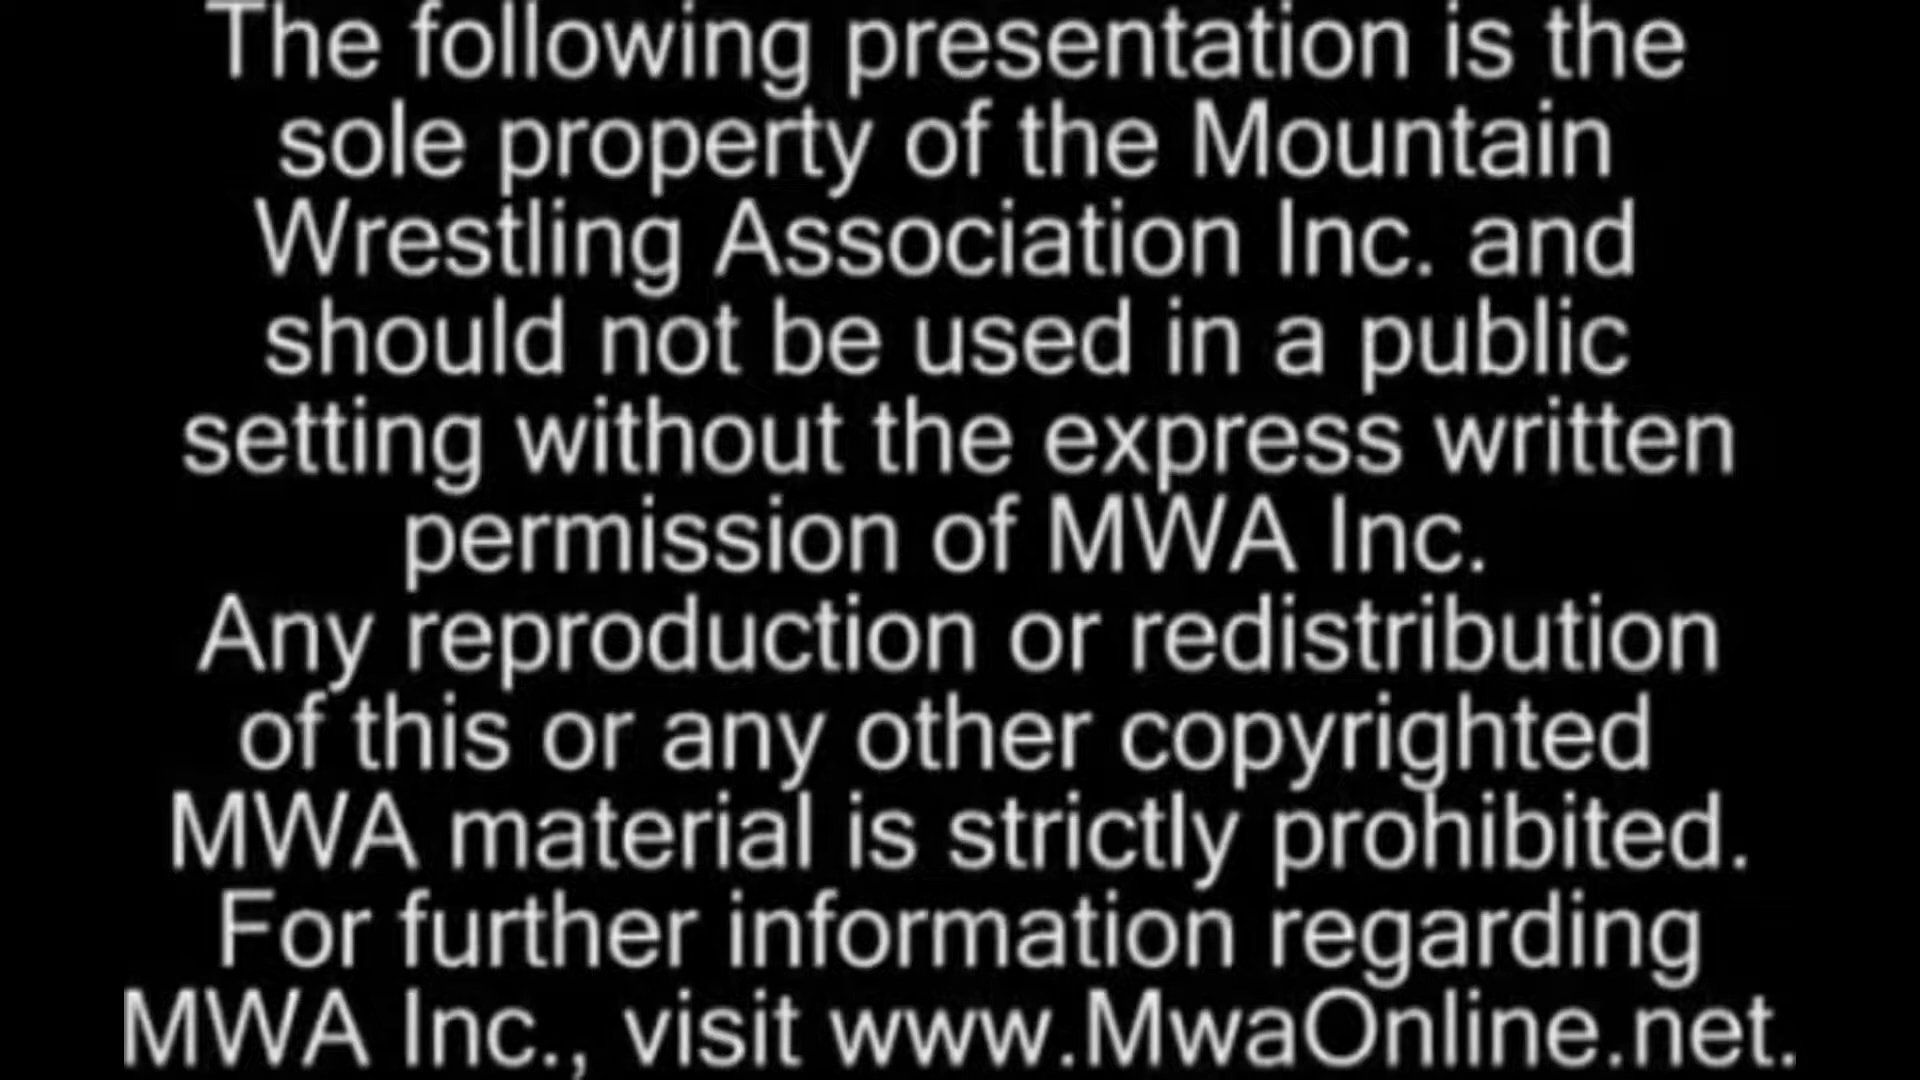 The following presentation is the
sole property of the Mountain
Wrestling Association Inc. and
should not be used in a public
setting without the express written
permission of MWA Inc.
Any reproduction or redistribution
of this or any other copyrighted
MWA material is strictly prohibited.
For further information regarding
MWA Inc., visit www.MwaOnline.net.